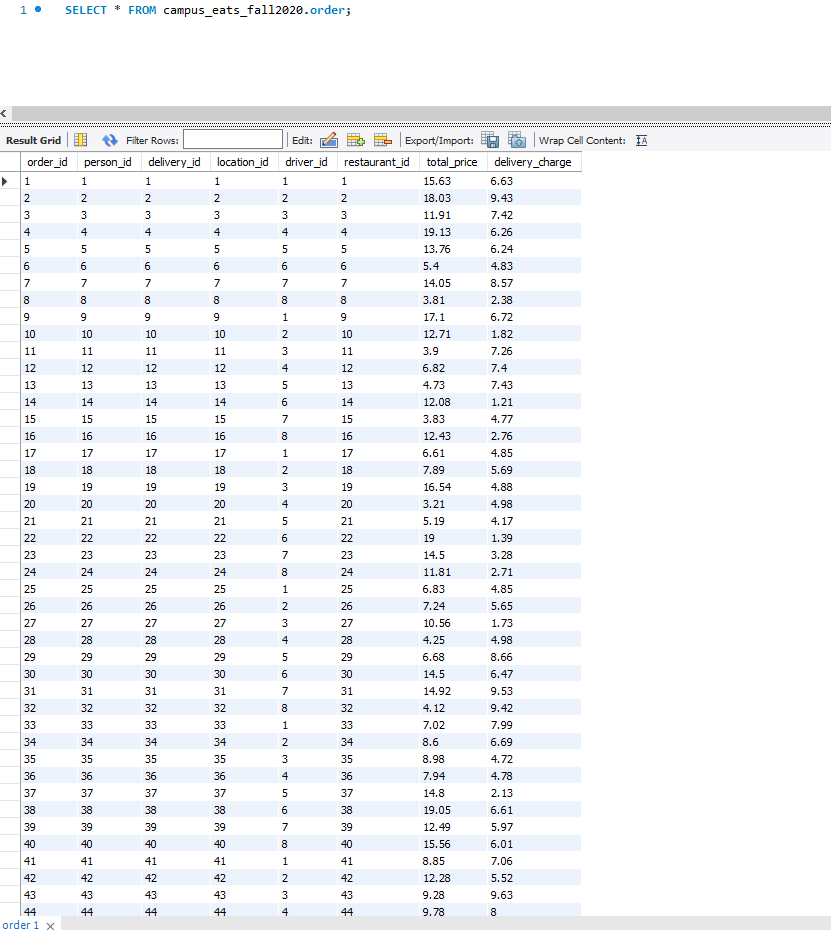 1 SELECT * FROM campus_eats_fall2020.order;
Result Grid Filter Rows: Edit: Export/Import: Wrap Cell Content: IA
order_id person_id delivery_id location_id driver_id restaurant_id total_price delivery_charge
1 1 1 1 1 1 15.63 6.63
2 2 2 2 2 2 18.03 9.43
3 3 3 3 3 3 11.91 7.42
4 4 4 4 4 4 19.13 6.26
5 5 5 5 5 5 13.76 6.24
6 6 6 6 6 6 5.4 4.83
7 7 7 7 7 7 14.05 8.57
8 8 8 8 8 8 3.81 2.38
9 9 9 9 1 9 17.1 6.72
10 10 10 10 2 10 12.71 1.82
11 11 11 11 3 11 3.9 7.26
12 12 12 12 4 12 6.82 7.4
13 13 13 13 5 13 4.73 7.43
14 14 14 14 6 14 12.08 1.21
15 15 15 15 7 15 3.83 4.77
16 16 16 16 8 16 12.43 2.76
17 17 17 17 1 17 6.61 4.85
18 18 18 18 2 18 7.89 5.69
19 19 19 19 3 19 16.54 4.88
20 20 20 20 4 20 3.21 4.98
21 21 21 21 5 21 5.19 4.17
22 22 22 22 6 22 19 1.39
23 23 23 23 7 23 14.5 3.28
24 24 24 24 8 24 11.81 2.71
25 25 25 25 1 25 6.83 4.85
26 26 26 26 2 26 7.24 5.65
27 27 27 27 3 27 10.56 1.73
28 28 28 28 4 28 4.25 4.98
29 29 29 29 5 29 6.68 8.66
30 30 30 30 6 30 14.5 6.47
31 31 31 31 7 31 14.92 9.53
32 32 32 32 8 32 4.12 9.42
33 33 33 33 1 33 7.02 7.99
34 34 34 34 2 34 8.6 6.69
35 35 35 35 3 35 8.98 4.72
36 36 36 36 4 36 7.94 4.78
37 37 37 37 5 37 14.8 2.13
38 38 38 38 6 38 19.05 6.61
39 39 39 39 7 39 12.49 5.97
40 40 40 40 8 40 15.56 6.01
41 41 41 41 1 41 8.85 7.06
42 42 42 42 2 42 12.28 5.52
43 43 43 43 3 43 9.28 9.63
44 44 44 44 4 44 9.78 8
order 1